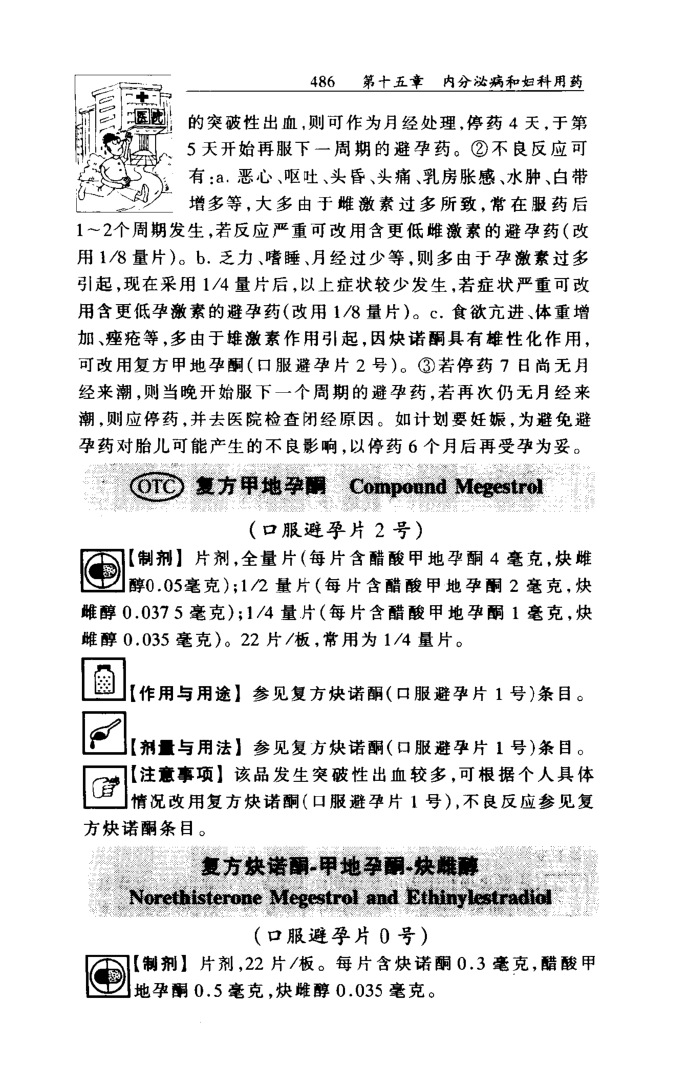 486 第十五章 内分泌病和妇科用药
医院
的突破性出血,则可作为月经处理,停药 4 天,于第
5 天开始再服下一周期的避孕药。②不良反应可
有:a. 恶心、呕吐、头昏、头痛、乳房胀感、水肿、白带
增多等,大多由于雌激素过多所致,常在服药后
1~2个周期发生,若反应严重可改用含更低雌激素的避孕药(改
用 1/8 量片)。b. 乏力、嗜睡、月经过少等,则多由于孕激素过多
引起,现在采用 1/4 量片后,以上症状较少发生,若症状严重可改
用含更低孕激素的避孕药(改用 1/8 量片)。c. 食欲亢进、体重增
加、痤疮等,多由于雄激素作用引起,因炔诺酮具有雄性化作用,
可改用复方甲地孕酮(口服避孕片 2 号)。③若停药 7 日尚无月
经来潮,则当晚开始服下一个周期的避孕药,若再次仍无月经来
潮,则应停药,并去医院检查闭经原因。如计划要妊娠,为避免避
孕药对胎儿可能产生的不良影响,以停药 6 个月后再受孕为妥。
OTC 复方甲地孕酮 Compound Megestrol
(口服避孕片 2 号)
【制剂】 片剂,全量片(每片含醋酸甲地孕酮 4 毫克,炔雌
醇0.05毫克);1/2 量片(每片含醋酸甲地孕酮 2 毫克,炔
雌醇 0.037 5 毫克);1/4 量片(每片含醋酸甲地孕酮 1 毫克,炔
雌醇 0.035 毫克)。22 片/板,常用为 1/4 量片。
【作用与用途】 参见复方炔诺酮(口服避孕片 1 号)条目。
【剂量与用法】 参见复方炔诺酮(口服避孕片 1 号)条目。
【注意事项】 该品发生突破性出血较多,可根据个人具体
情况改用复方炔诺酮(口服避孕片 1 号),不良反应参见复
方炔诺酮条目。
复方炔诺酮-甲地孕酮-炔雌醇
Norethisterone Megestrol and Ethinylestradiol
(口服避孕片 0 号)
【制剂】 片剂,22 片/板。每片含炔诺酮 0.3 毫克,醋酸甲
地孕酮 0.5 毫克,炔雌醇 0.035 毫克。